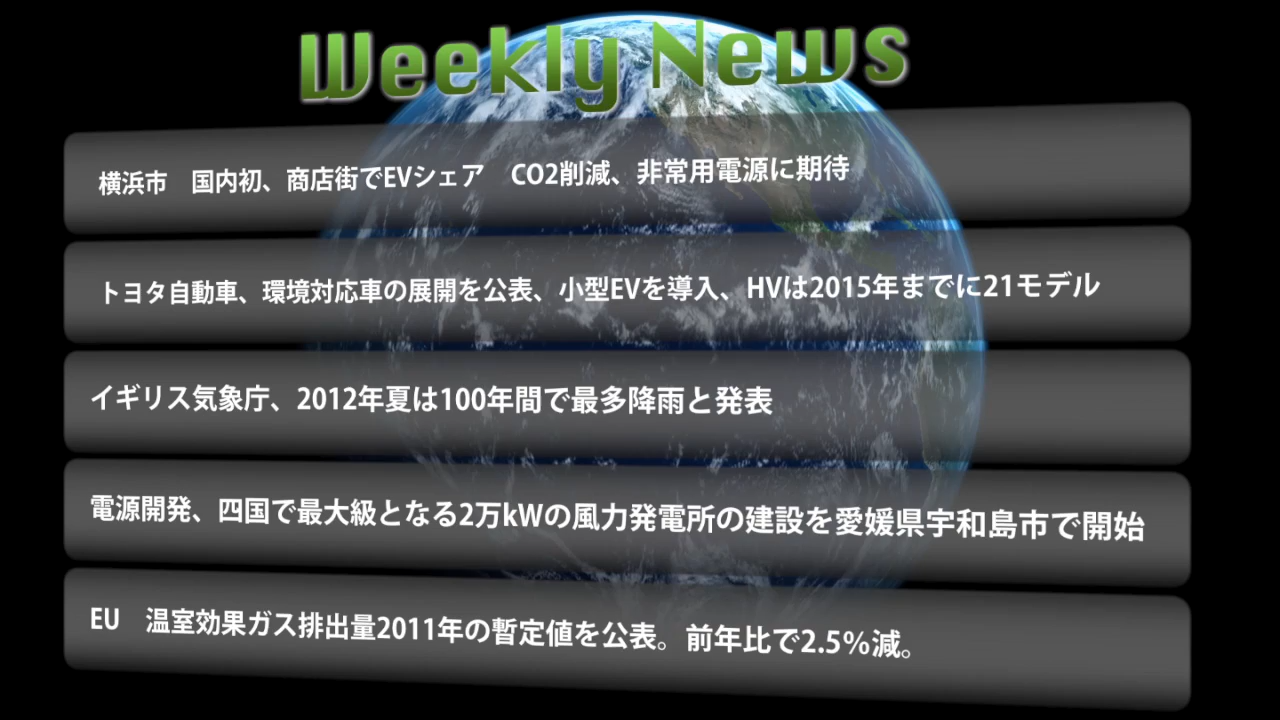 Weekly News
横浜市　国内初、商店街でEVシェア　CO2削減、非常用電源に期待
トヨタ自動車、環境対応車の展開を公表、小型EVを導入、HVは2015年までに21モデル
イギリス気象庁、2012年夏は100年間で最多降雨と発表
電源開発、四国で最大級となる2万kWの風力発電所の建設を愛媛県宇和島市で開始
EU　温室効果ガス排出量2011年の暫定値を公表。前年比で2.5%減。